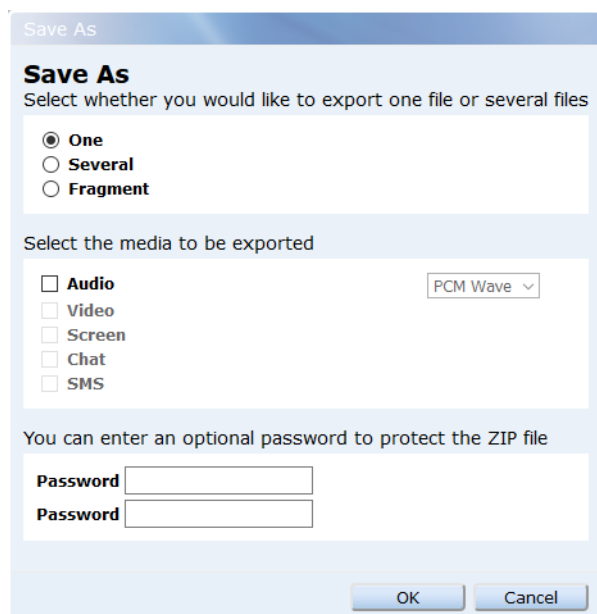 Save As
Save As
Select whether you would like to export one file or several files
One
Several
Fragment
Select the media to be exported
Audio PCM Wave
Video
Screen
Chat
SMS
You can enter an optional password to protect the ZIP file
Password
Password
OK Cancel